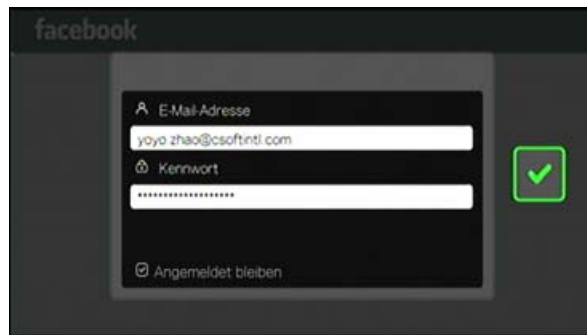 facebook
E-Mail-Adresse
yoyo.zhao@csoftintl.com
Kennwort
•••••••••••••••••••
Angemeldet bleiben